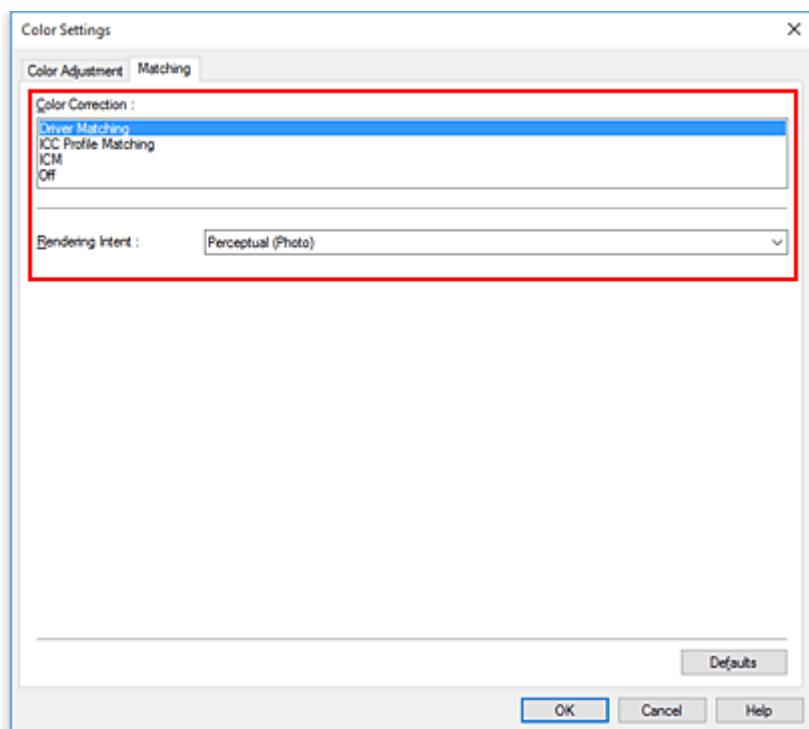 Color Settings
Color Adjustment Matching
Color Correction :
Driver Matching
ICC Profile Matching
ICM
Off
Rendering Intent : Perceptual (Photo)
Defaults
OK Cancel Help